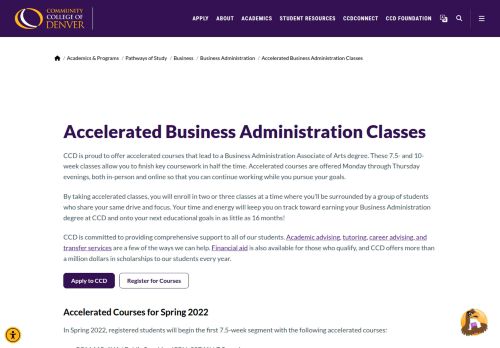 COMMUNITY
COLLEGE OF
DENVER
APPLY ABOUT ACADEMICS STUDENT RESOURCES CCDCONNECT CCD FOUNDATION
/ Academics & Programs / Pathways of Study / Business / Business Administration / Accelerated Business Administration Classes
Accelerated Business Administration Classes
CCD is proud to offer accelerated courses that lead to a Business Administration Associate of Arts degree. These 7.5- and 10-
week classes allow you to finish key coursework in half the time. Accelerated courses are offered Monday through Thursday
evenings, both in-person and online so that you can continue working while you pursue your goals.
By taking accelerated classes, you will enroll in two or three classes at a time where you'll be surrounded by a group of students
who share your same drive and focus. Your time and energy will keep you on track toward earning your Business Administration
degree at CCD and onto your next educational goals in as little as 16 months!
CCD is committed to providing comprehensive support to all of our students. Academic advising, tutoring, career advising, and
transfer services are a few of the ways we can help. Financial aid is also available for those who qualify, and CCD offers more than
a million dollars in scholarships to our students every year.
Apply to CCD Register for Courses
Accelerated Courses for Spring 2022
In Spring 2022, registered students will begin the first 7.5-week segment with the following accelerated courses: